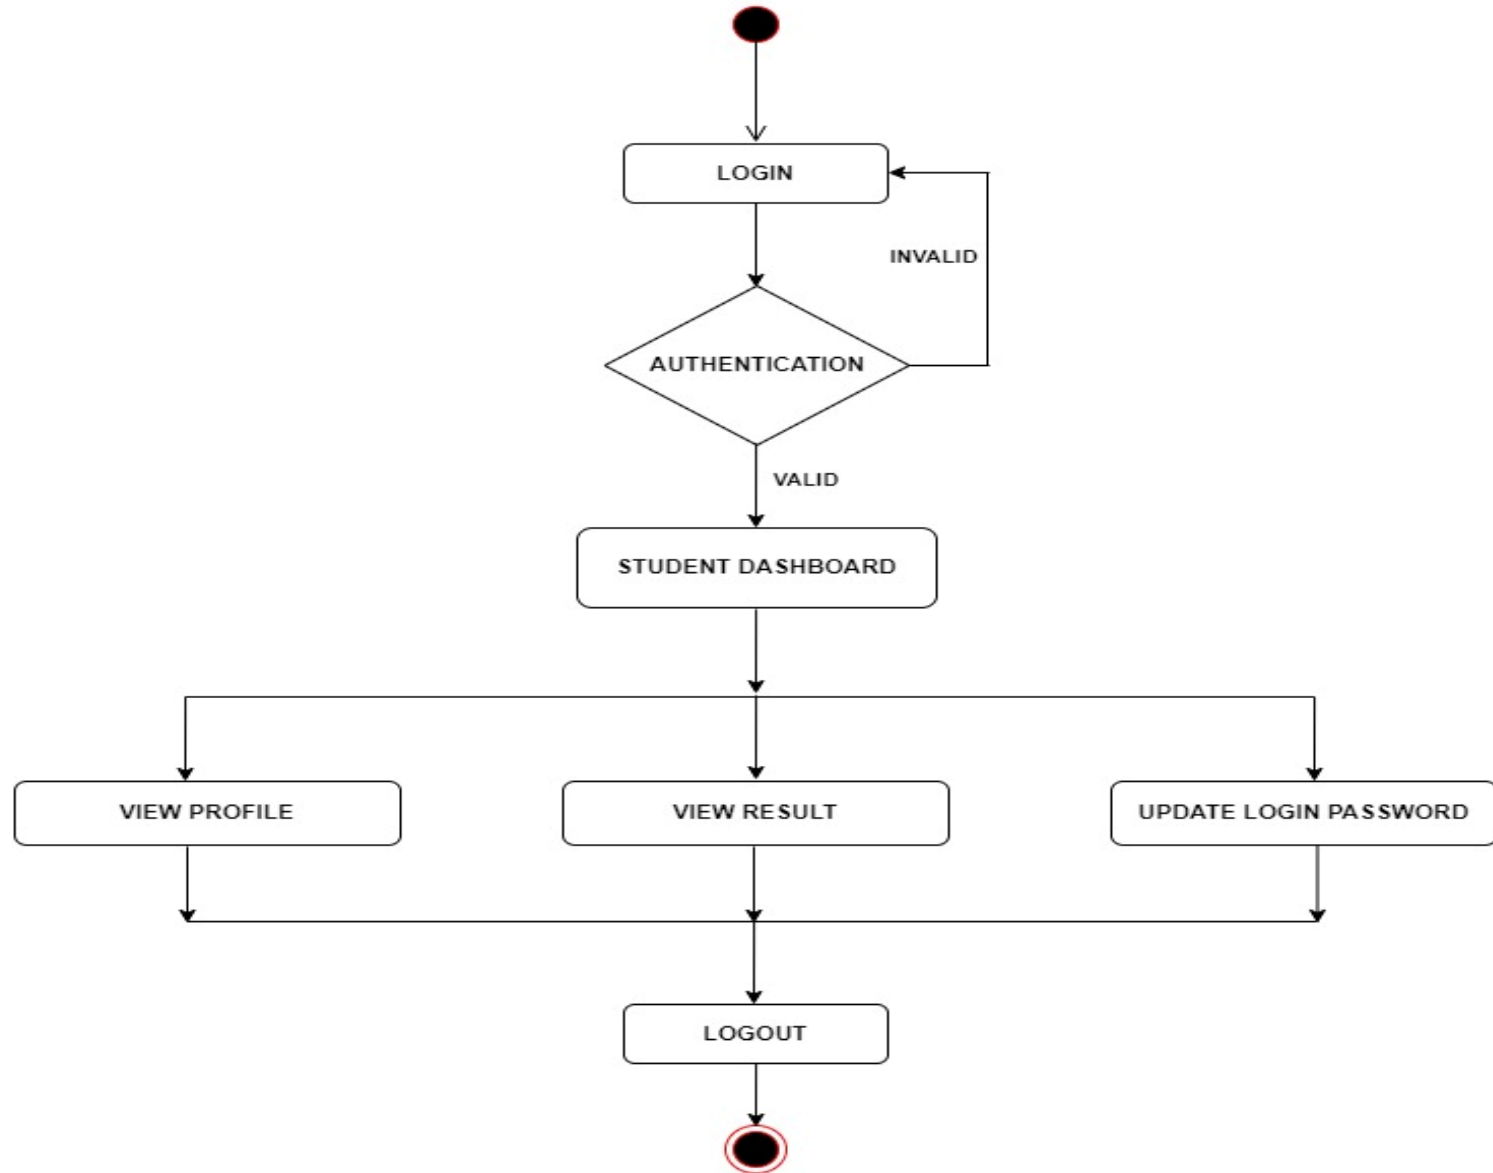 LOGIN
INVALID
AUTHENTICATION
VALID
STUDENT DASHBOARD
VIEW PROFILE
VIEW RESULT
UPDATE LOGIN PASSWORD
LOGOUT